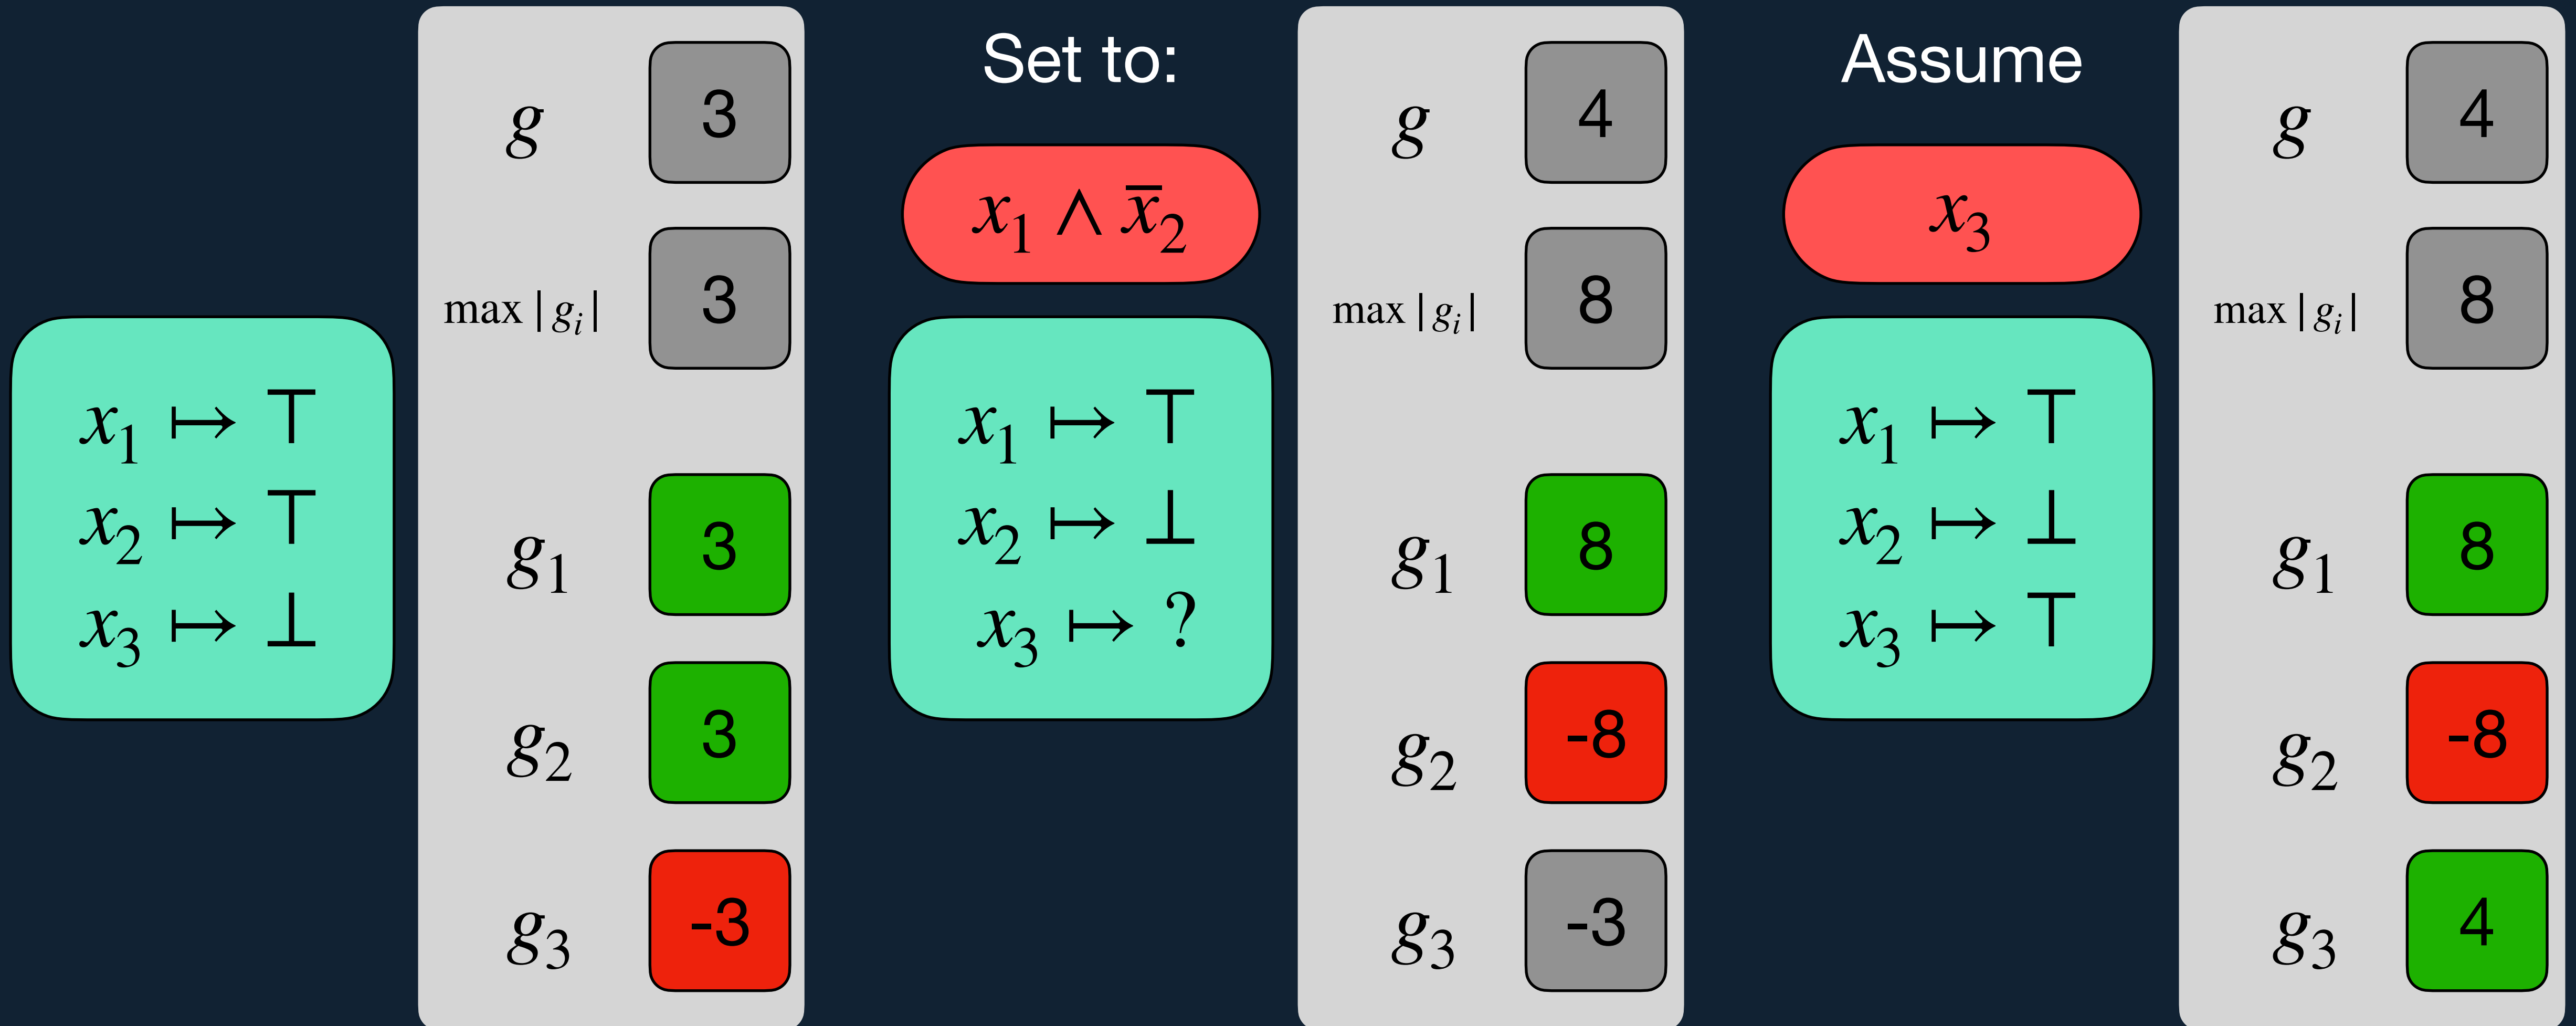 x₁ ↦ ⊤
x₂ ↦ ⊤
x₃ ↦ ⊥
g 3
max |gᵢ| 3
g₁ 3
g₂ 3
g₃ -3
Set to:
x₁ ∧ x̅₂
x₁ ↦ ⊤
x₂ ↦ ⊥
x₃ ↦ ?
g 4
max |gᵢ| 8
g₁ 8
g₂ -8
g₃ -3
Assume
x₃
x₁ ↦ ⊤
x₂ ↦ ⊥
x₃ ↦ ⊤
g 4
max |gᵢ| 8
g₁ 8
g₂ -8
g₃ 4